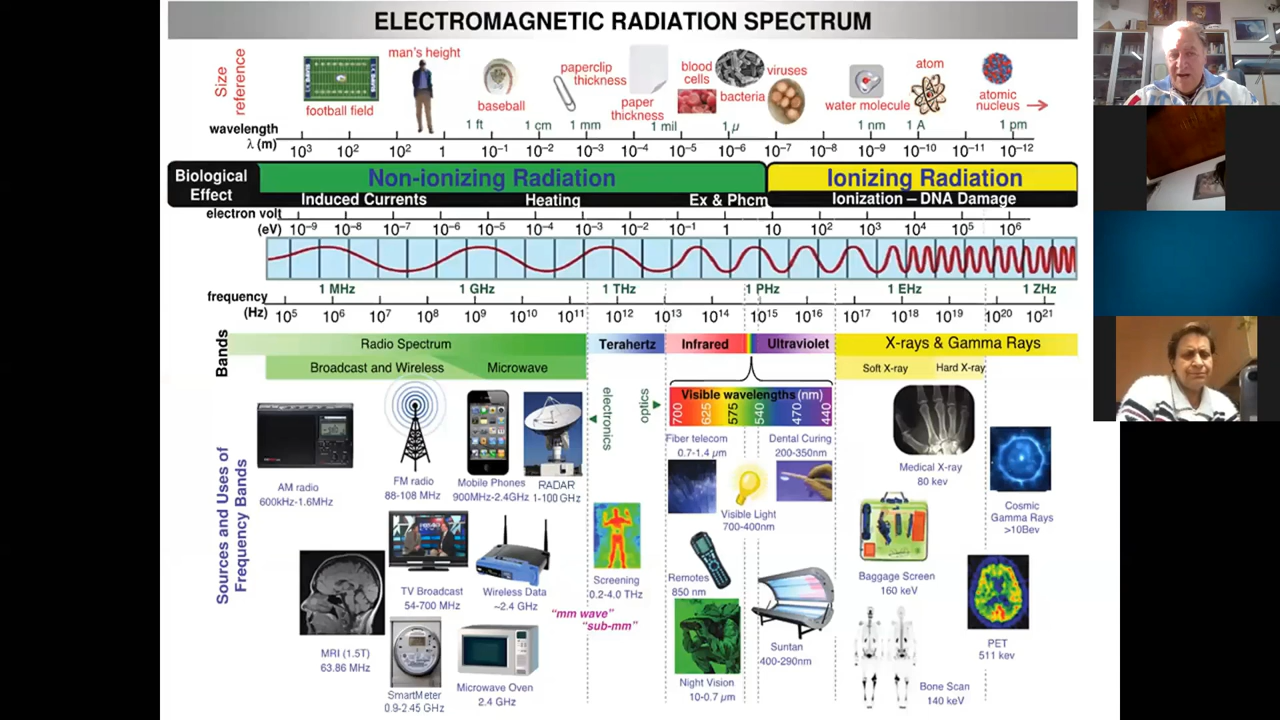 ELECTROMAGNETIC RADIATION SPECTRUM
Size
reference
football field
man's height
baseball
paperclip
thickness
paper
thickness
blood
cells
bacteria
viruses
water molecule
atom
atomic
nucleus
wavelength
λ (m)
1 ft 1 cm 1 mm 1 mil 1 µ 1 nm 1 A 1 pm
10³ 10² 10² 1 10⁻¹ 10⁻² 10⁻³ 10⁻⁴ 10⁻⁵ 10⁻⁶ 10⁻⁷ 10⁻⁸ 10⁻⁹ 10⁻¹⁰ 10⁻¹¹ 10⁻¹²
Biological
Effect
Non-ionizing Radiation
Ionizing Radiation
Induced Currents Heating Ex & Phcm
Ionization – DNA Damage
electron volt
(eV)
10⁻⁹ 10⁻⁸ 10⁻⁷ 10⁻⁶ 10⁻⁵ 10⁻⁴ 10⁻³ 10⁻² 10⁻¹ 1 10 10² 10³ 10⁴ 10⁵ 10⁶
1 MHz 1 GHz 1 THz 1 PHz 1 EHz 1 ZHz
frequency
(Hz)
10⁵ 10⁶ 10⁷ 10⁸ 10⁹ 10¹⁰ 10¹¹ 10¹² 10¹³ 10¹⁴ 10¹⁵ 10¹⁶ 10¹⁷ 10¹⁸ 10¹⁹ 10²⁰ 10²¹
Bands
Radio Spectrum
Terahertz
Infrared
Ultraviolet
X-rays & Gamma Rays
Broadcast and Wireless
Microwave
Soft X-ray
Hard X-ray
electronics
optics
Visible wavelengths (nm)
700 625 575 540 470 440
Sources and Uses of
Frequency Bands
AM radio
600kHz-1.6MHz
FM radio
88-108 MHz
Mobile Phones
900MHz-2.4GHz
RADAR
1-100 GHz
Fiber telecom
0.7-1.4 µm
Dental Curing
200-350nm
Visible Light
700-400nm
Medical X-ray
80 kev
Cosmic
Gamma Rays
>10Bev
TV Broadcast
54-700 MHz
Wireless Data
~2.4 GHz
Screening
0.2-4.0 THz
"mm wave"
"sub-mm"
Remotes
850 nm
Baggage Screen
160 keV
MRI (1.5T)
63.86 MHz
SmartMeter
0.9-2.45 GHz
Microwave Oven
2.4 GHz
Night Vision
10-0.7 µm
Suntan
400-290nm
Bone Scan
140 keV
PET
511 kev